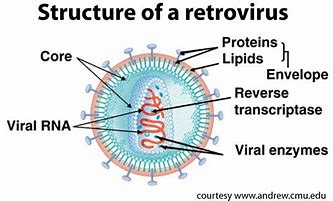 Structure of a retrovirus
Proteins
Lipids
Envelope
Core
Reverse
transcriptase
Viral RNA
Viral enzymes
courtesy www.andrew.cmu.edu